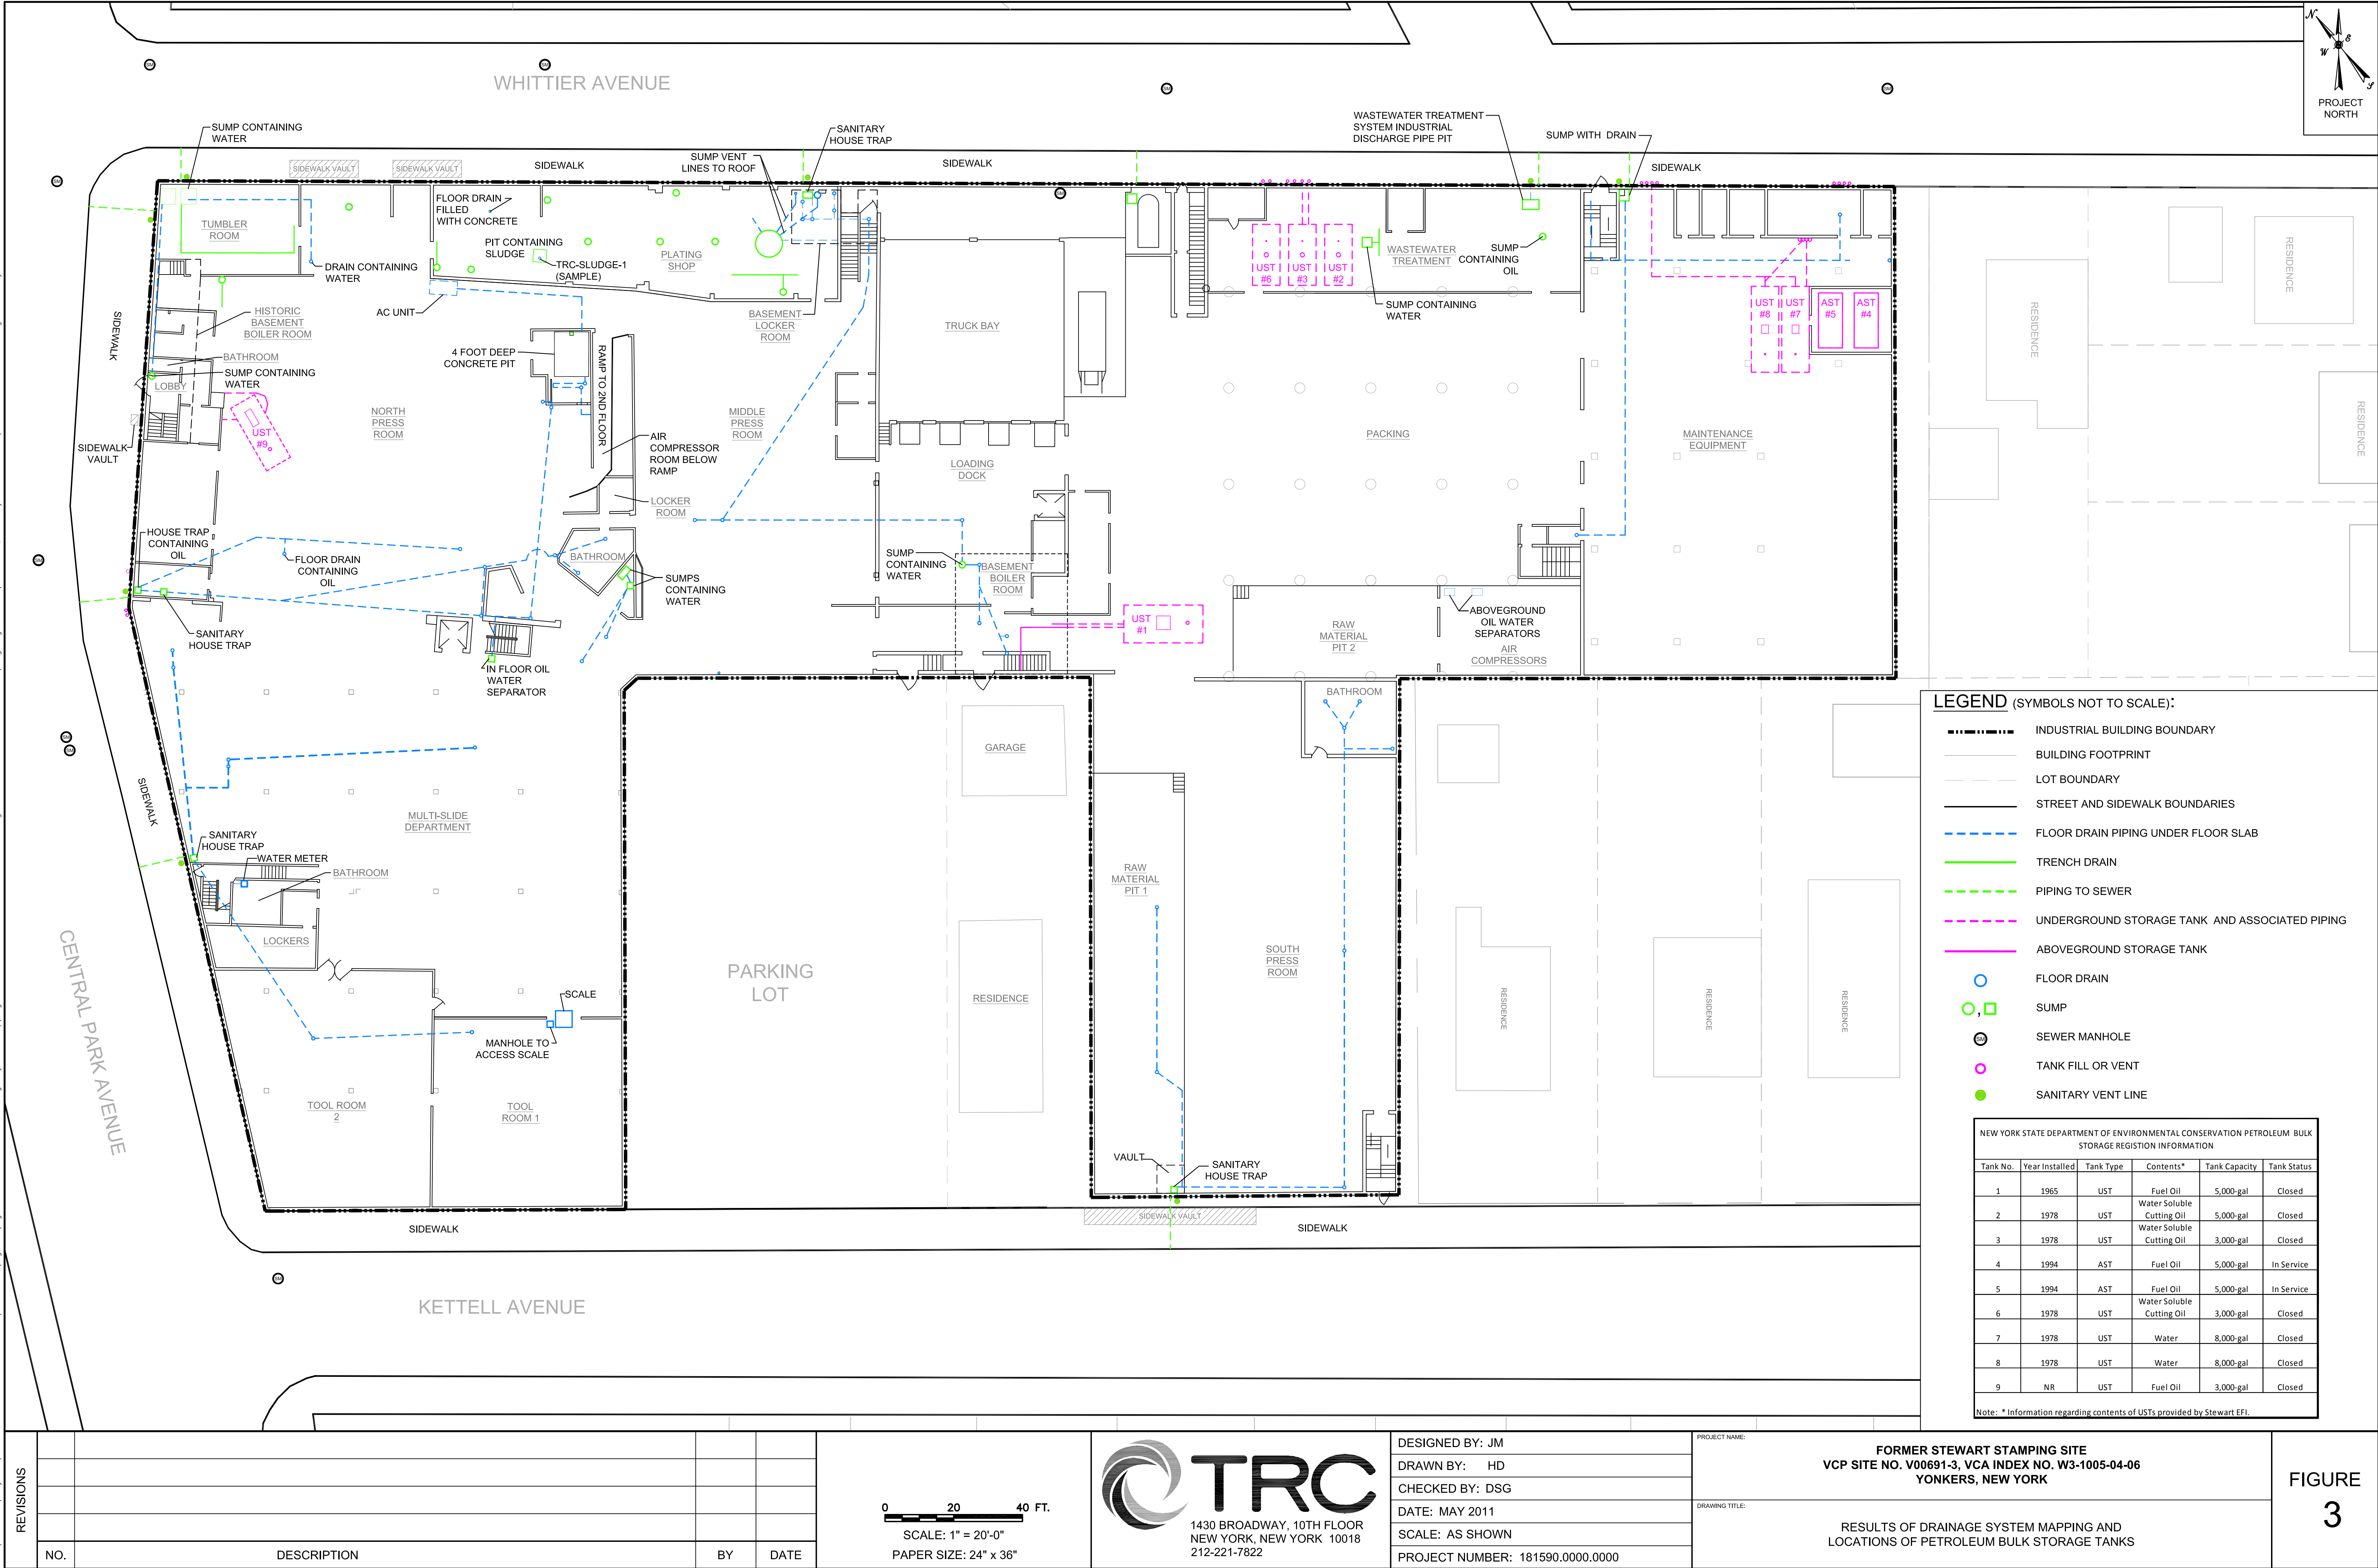 WHITTIER AVENUE
N
S
W
S
PROJECT
NORTH
SM
SM
SM
SM
SM
SUMP CONTAINING
WATER
SIDEWALK VAULT
SIDEWALK VAULT
SIDEWALK
SUMP VENT
LINES TO ROOF
SANITARY
HOUSE TRAP
SIDEWALK
WASTEWATER TREATMENT
SYSTEM INDUSTRIAL
DISCHARGE PIPE PIT
SUMP WITH DRAIN
SIDEWALK
SM
TUMBLER
ROOM
FLOOR DRAIN
FILLED
WITH CONCRETE
PIT CONTAINING
SLUDGE
TRC-SLUDGE-1
(SAMPLE)
PLATING
SHOP
DRAIN CONTAINING
WATER
AC UNIT
HISTORIC
BASEMENT
BOILER ROOM
BASEMENT
LOCKER
ROOM
TRUCK BAY
UST
#6
UST
#3
UST
#2
WASTEWATER
TREATMENT
SUMP
CONTAINING
OIL
SUMP CONTAINING
WATER
UST
#8
UST
#7
AST
#5
AST
#4
RESIDENCE
RESIDENCE
RESIDENCE
SIDEWALK
BATHROOM
SUMP CONTAINING
WATER
LOBBY
4 FOOT DEEP
CONCRETE PIT
RAMP TO 2ND FLOOR
NORTH
PRESS
ROOM
MIDDLE
PRESS
ROOM
UST
#9
SIDEWALK
VAULT
AIR
COMPRESSOR
ROOM BELOW
RAMP
LOCKER
ROOM
LOADING
DOCK
PACKING
MAINTENANCE
EQUIPMENT
HOUSE TRAP
CONTAINING
OIL
FLOOR DRAIN
CONTAINING
OIL
BATHROOM
SUMPS
CONTAINING
WATER
SUMP
CONTAINING
WATER
BASEMENT
BOILER
ROOM
UST
#1
RAW
MATERIAL
PIT 2
ABOVEGROUND
OIL WATER
SEPARATORS
AIR
COMPRESSORS
SM
SANITARY
HOUSE TRAP
IN FLOOR OIL
WATER
SEPARATOR
BATHROOM
SM
SM
SIDEWALK
GARAGE
MULTI-SLIDE
DEPARTMENT
SANITARY
HOUSE TRAP
WATER METER
BATHROOM
LOCKERS
RAW
MATERIAL
PIT 1
SOUTH
PRESS
ROOM
PARKING
LOT
RESIDENCE
RESIDENCE
RESIDENCE
RESIDENCE
CENTRAL PARK AVENUE
SCALE
MANHOLE TO
ACCESS SCALE
TOOL ROOM
2
TOOL
ROOM 1
VAULT
SANITARY
HOUSE TRAP
SIDEWALK
SIDEWALK VAULT
SIDEWALK
SM
KETTELL AVENUE
LEGEND (SYMBOLS NOT TO SCALE):
INDUSTRIAL BUILDING BOUNDARY
BUILDING FOOTPRINT
LOT BOUNDARY
STREET AND SIDEWALK BOUNDARIES
FLOOR DRAIN PIPING UNDER FLOOR SLAB
TRENCH DRAIN
PIPING TO SEWER
UNDERGROUND STORAGE TANK AND ASSOCIATED PIPING
ABOVEGROUND STORAGE TANK
FLOOR DRAIN
, SUMP
SM SEWER MANHOLE
TANK FILL OR VENT
SANITARY VENT LINE
NEW YORK STATE DEPARTMENT OF ENVIRONMENTAL CONSERVATION PETROLEUM BULK
STORAGE REGISTION INFORMATION
Tank No. Year Installed Tank Type Contents* Tank Capacity Tank Status
1 1965 UST Fuel Oil 5,000-gal Closed
Water Soluble
2 1978 UST Cutting Oil 5,000-gal Closed
Water Soluble
3 1978 UST Cutting Oil 3,000-gal Closed
4 1994 AST Fuel Oil 5,000-gal In Service
5 1994 AST Fuel Oil 5,000-gal In Service
Water Soluble
6 1978 UST Cutting Oil 3,000-gal Closed
7 1978 UST Water 8,000-gal Closed
8 1978 UST Water 8,000-gal Closed
9 NR UST Fuel Oil 3,000-gal Closed
Note: * Information regarding contents of USTs provided by Stewart EFI.
REVISIONS
NO. DESCRIPTION BY DATE
0 20 40 FT.
SCALE: 1" = 20'-0"
PAPER SIZE: 24" x 36"
TRC
1430 BROADWAY, 10TH FLOOR
NEW YORK, NEW YORK 10018
212-221-7822
DESIGNED BY: JM
DRAWN BY: HD
CHECKED BY: DSG
DATE: MAY 2011
SCALE: AS SHOWN
PROJECT NUMBER: 181590.0000.0000
PROJECT NAME:
FORMER STEWART STAMPING SITE
VCP SITE NO. V00691-3, VCA INDEX NO. W3-1005-04-06
YONKERS, NEW YORK
DRAWING TITLE:
RESULTS OF DRAINAGE SYSTEM MAPPING AND
LOCATIONS OF PETROLEUM BULK STORAGE TANKS
FIGURE
3